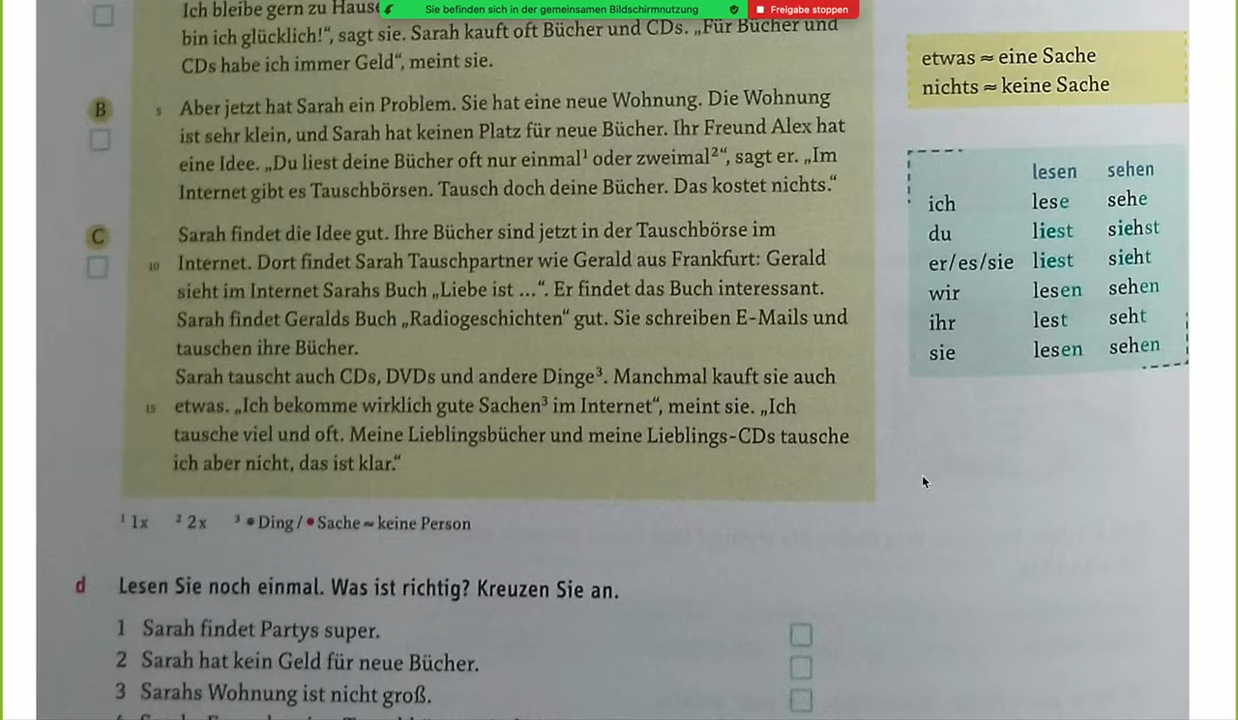 Sie befinden sich in der gemeinsamen Bildschirmnutzung
Freigabe stoppen
Ich bleibe gern zu Hause
bin ich glücklich!“, sagt sie. Sarah kauft oft Bücher und CDs. „Für Bücher und
CDs habe ich immer Geld“, meint sie.
B
5 Aber jetzt hat Sarah ein Problem. Sie hat eine neue Wohnung. Die Wohnung
ist sehr klein, und Sarah hat keinen Platz für neue Bücher. Ihr Freund Alex hat
eine Idee. „Du liest deine Bücher oft nur einmal¹ oder zweimal²“, sagt er. „Im
Internet gibt es Tauschbörsen. Tausch doch deine Bücher. Das kostet nichts.“
C
Sarah findet die Idee gut. Ihre Bücher sind jetzt in der Tauschbörse im
10 Internet. Dort findet Sarah Tauschpartner wie Gerald aus Frankfurt: Gerald
sieht im Internet Sarahs Buch „Liebe ist ...“. Er findet das Buch interessant.
Sarah findet Geralds Buch „Radiogeschichten“ gut. Sie schreiben E-Mails und
tauschen ihre Bücher.
Sarah tauscht auch CDs, DVDs und andere Dinge³. Manchmal kauft sie auch
15 etwas. „Ich bekomme wirklich gute Sachen³ im Internet“, meint sie. „Ich
tausche viel und oft. Meine Lieblingsbücher und meine Lieblings-CDs tausche
ich aber nicht, das ist klar.“
¹ 1x ² 2x ³ • Ding / • Sache ≈ keine Person
etwas ≈ eine Sache
nichts ≈ keine Sache
lesen sehen
ich lese sehe
du liest siehst
er/es/sie liest sieht
wir lesen sehen
ihr lest seht
sie lesen sehen
d Lesen Sie noch einmal. Was ist richtig? Kreuzen Sie an.
1 Sarah findet Partys super.
2 Sarah hat kein Geld für neue Bücher.
3 Sarahs Wohnung ist nicht groß.